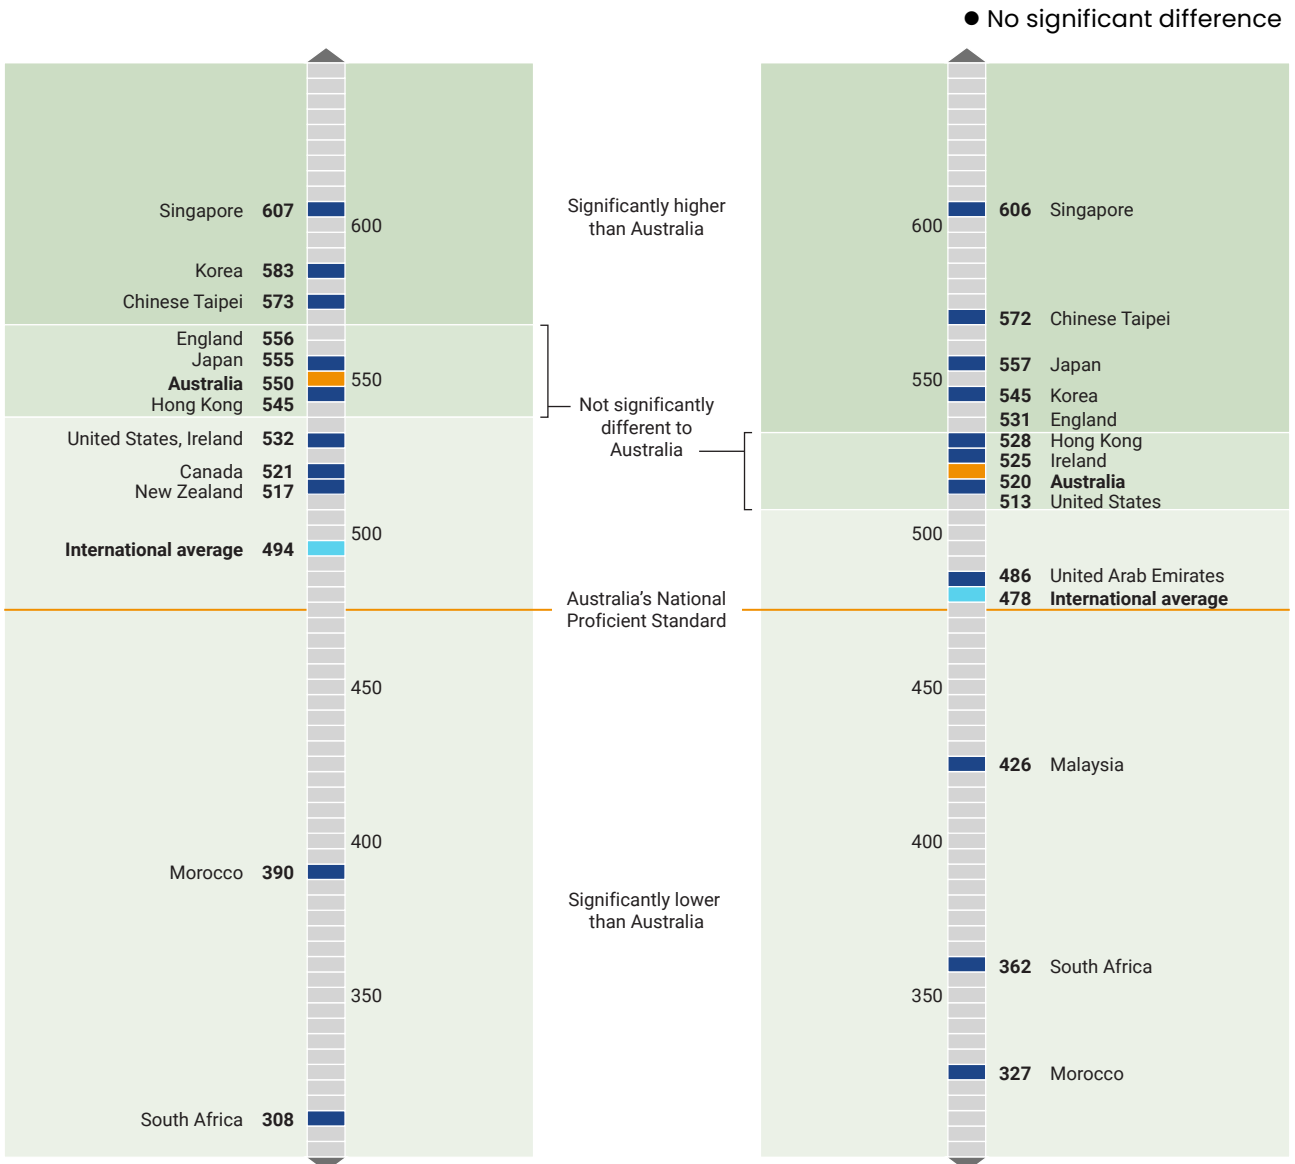 ● No significant difference
Singapore 607
600
Korea 583
Chinese Taipei 573
England 556
Japan 555
Australia 550
550
Hong Kong 545
United States, Ireland 532
Canada 521
New Zealand 517
500
International average 494
450
400
Morocco 390
350
South Africa 308
Significantly higher
than Australia
Not significantly
different to
Australia
Australia’s National
Proficient Standard
Significantly lower
than Australia
606 Singapore
600
572 Chinese Taipei
557 Japan
550
545 Korea
531 England
528 Hong Kong
525 Ireland
520 Australia
513 United States
500
486 United Arab Emirates
478 International average
450
426 Malaysia
400
362 South Africa
350
327 Morocco